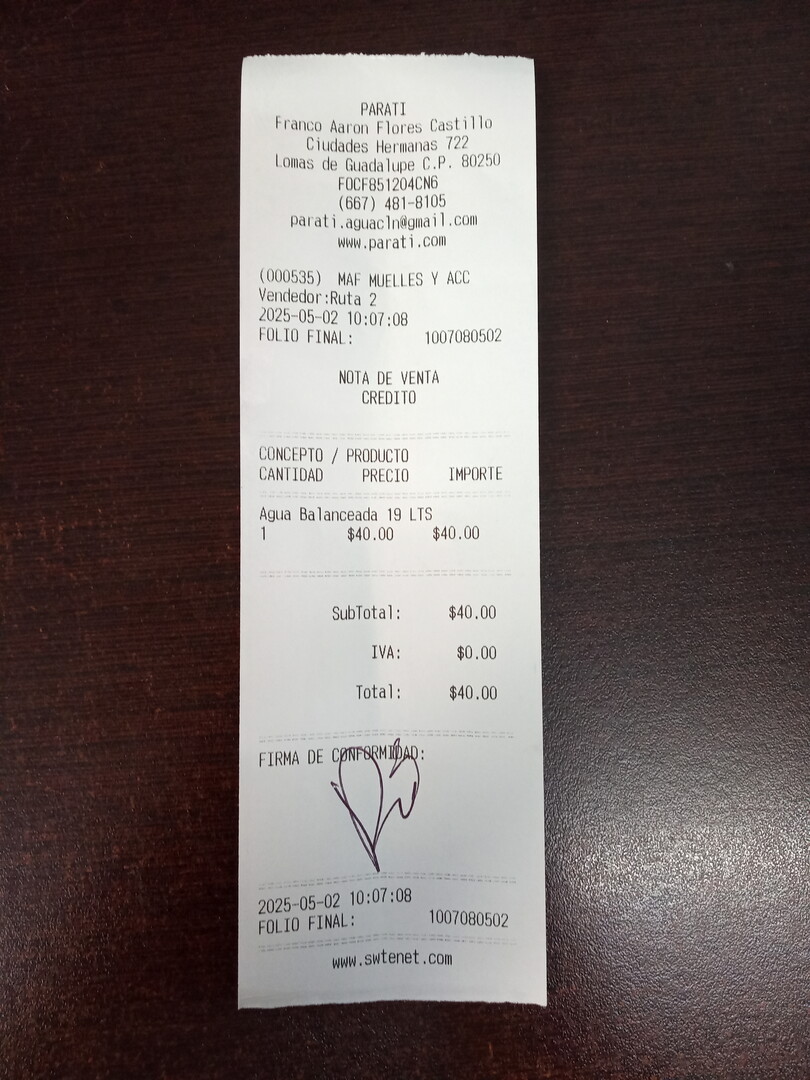 PARATI
Franco Aaron Flores Castillo
Ciudades Hermanas 722
Lomas de Guadalupe C.P. 80250
FOCF851204CN6
(667) 481-8105
parati.aguacln@gmail.com
www.parati.com
(000535) MAF MUELLES Y ACC
Vendedor:Ruta 2
2025-05-02 10:07:08
FOLIO FINAL: 1007080502
NOTA DE VENTA
CREDITO
CONCEPTO / PRODUCTO
CANTIDAD PRECIO IMPORTE
Agua Balanceada 19 LTS
1 $40.00 $40.00
SubTotal: $40.00
IVA: $0.00
Total: $40.00
FIRMA DE CONFORMIDAD:
2025-05-02 10:07:08
FOLIO FINAL: 1007080502
www.swtenet.com